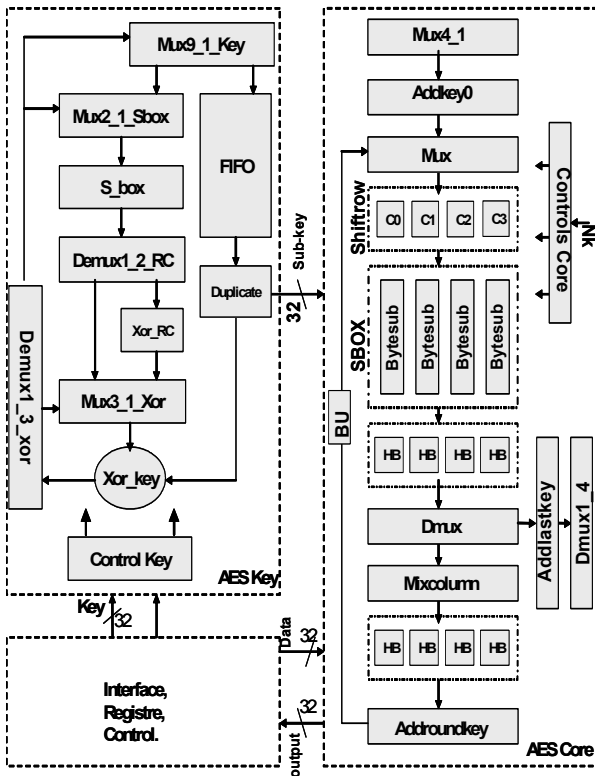 Mux9_1_Key
Mux2_1_Sbox
S_box
Demux1_2_RC
Xor_RC
Mux3_1_Xor
Xor_key
Control Key
Demux1_3_xor
FIFO
Duplicate
AES Key
Sub-key
32
Key
32
Interface,
Registre,
Control.
Data
32
32
output
Mux4_1
Addkey0
Mux
Shiftrow
C0 C1 C2 C3
SBOX
Bytesub Bytesub Bytesub Bytesub
BU
HB HB HB HB
Dmux
Mixcolumn
HB HB HB HB
Addroundkey
Controls Core
Nk
Addlastkey
Dmux1_4
AES Core